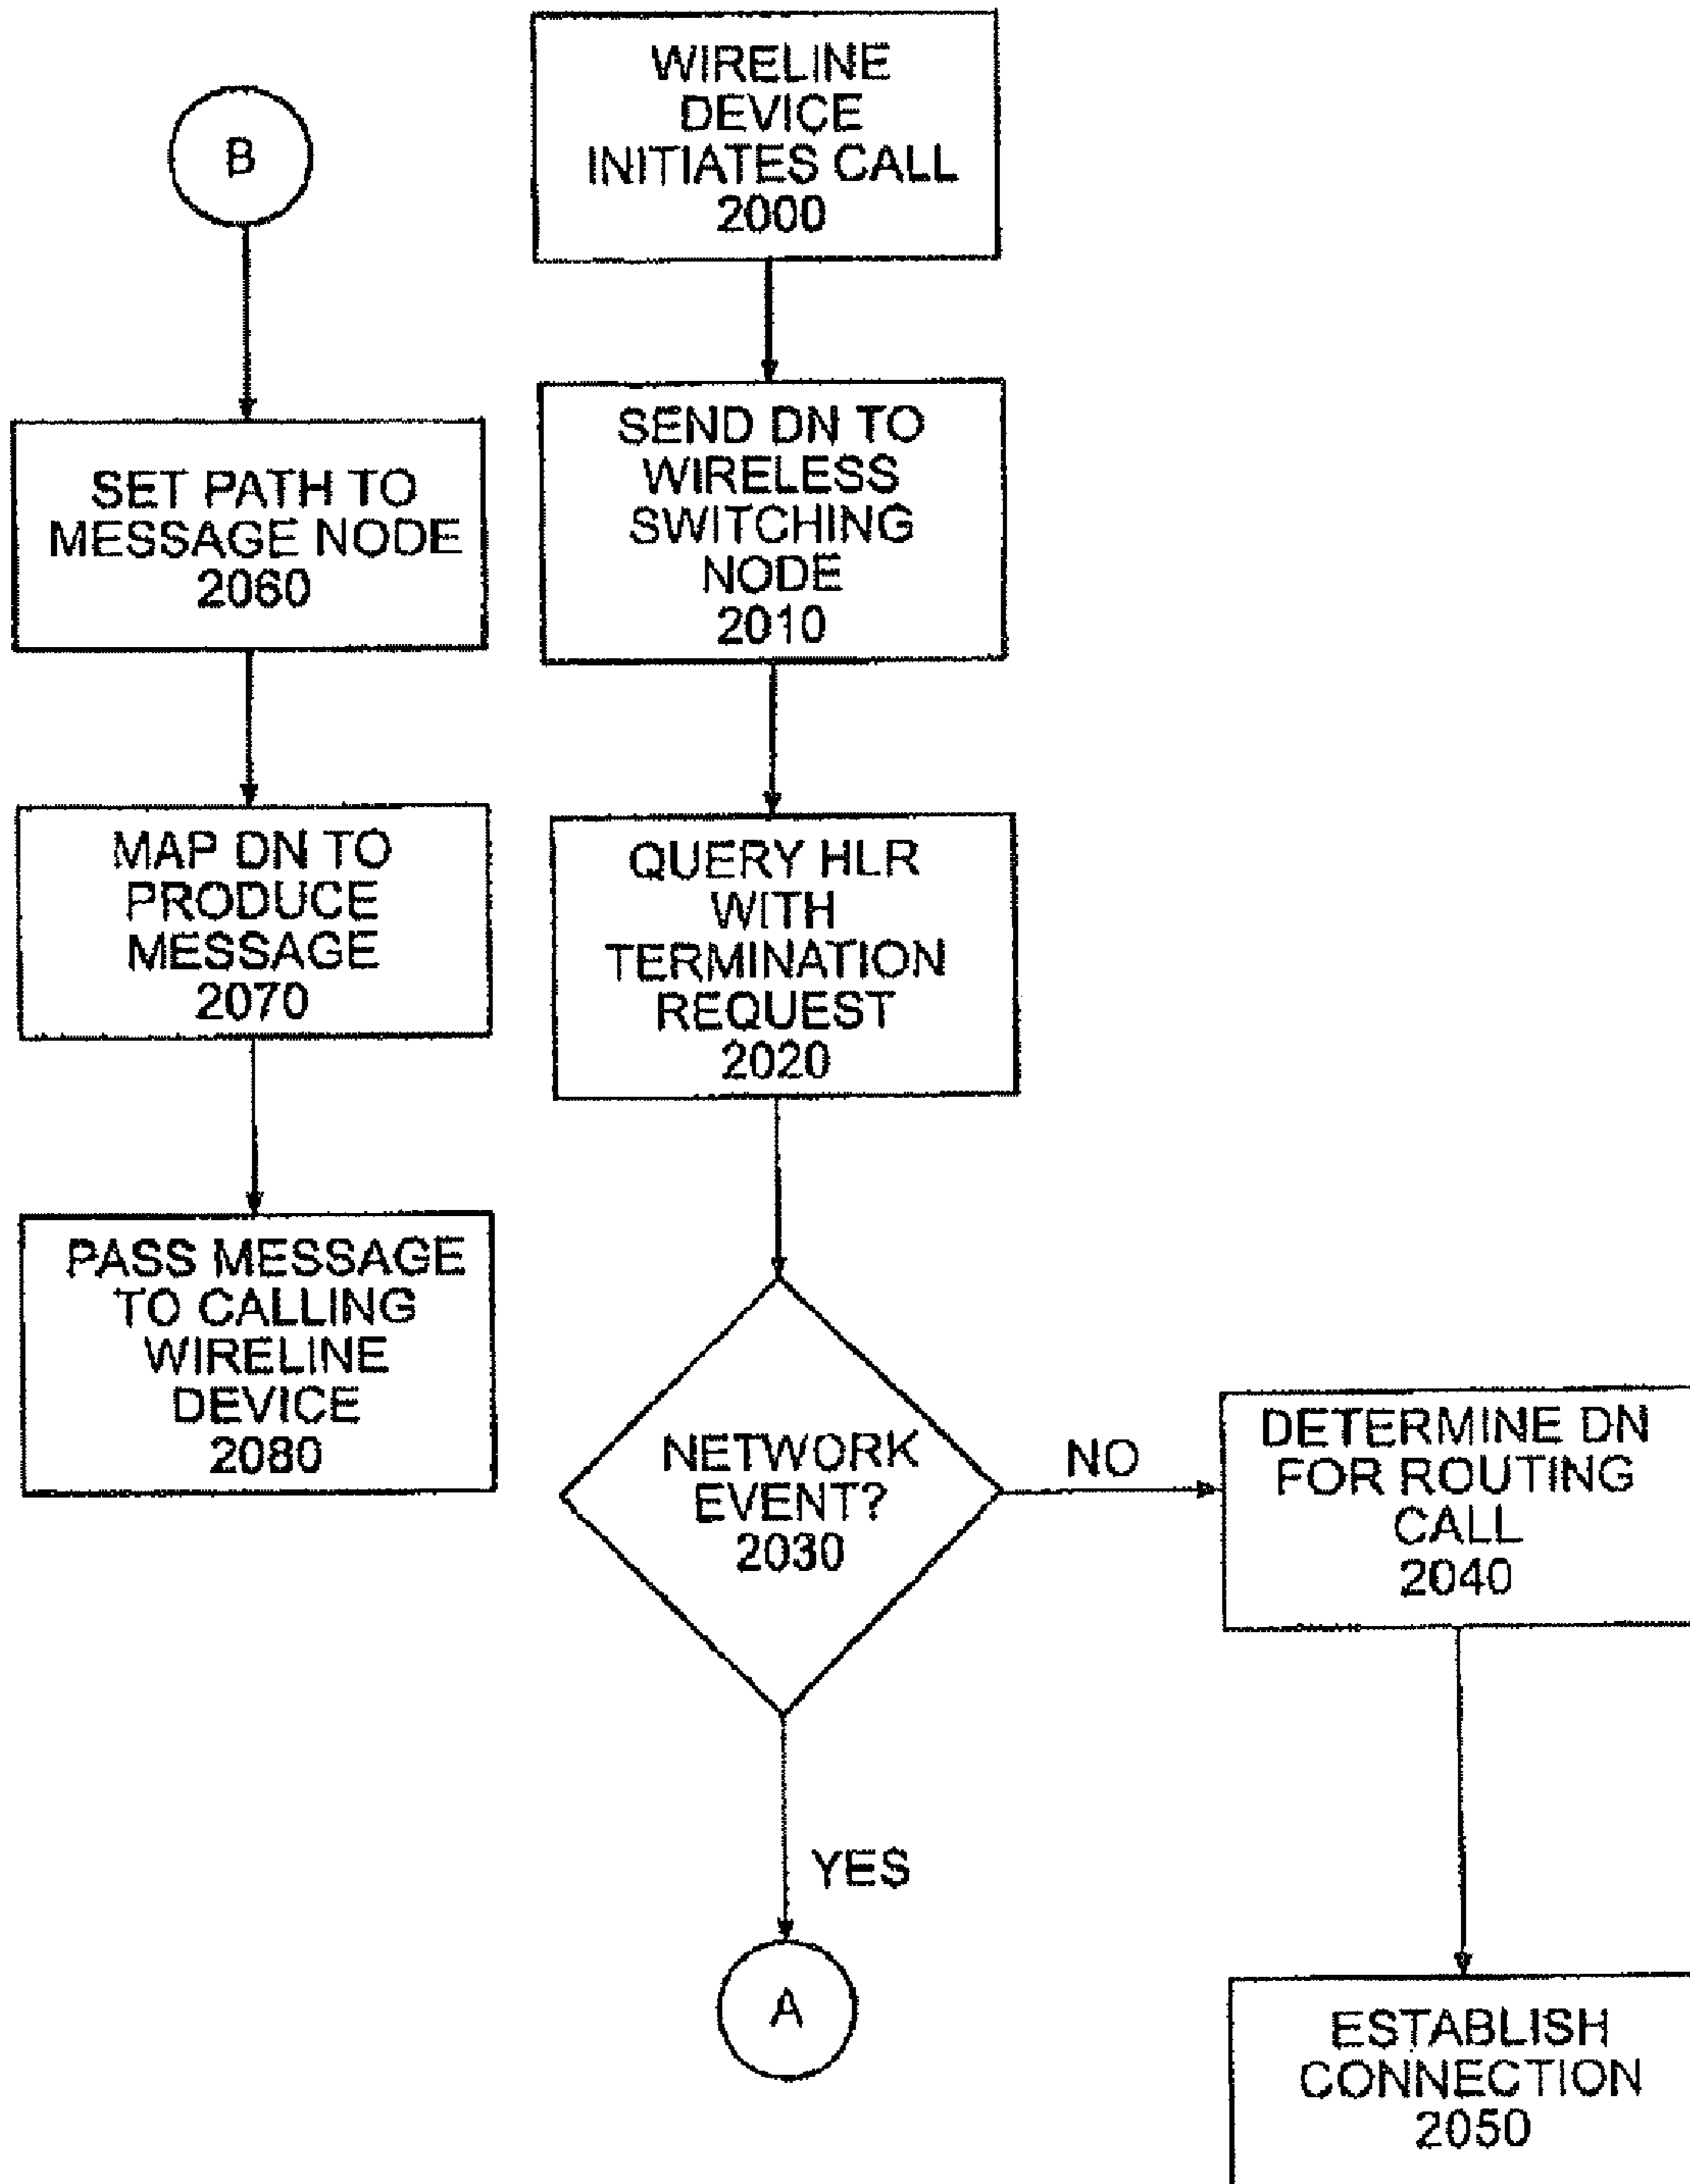 B
SET PATH TO
MESSAGE NODE
2060
MAP DN TO
PRODUCE
MESSAGE
2070
PASS MESSAGE
TO CALLING
WIRELINE
DEVICE
2080
WIRELINE
DEVICE
INITIATES CALL
2000
SEND DN TO
WIRELESS
SWITCHING
NODE
2010
QUERY HLR
WITH
TERMINATION
REQUEST
2020
NETWORK
EVENT?
2030
NO
YES
A
DETERMINE DN
FOR ROUTING
CALL
2040
ESTABLISH
CONNECTION
2050